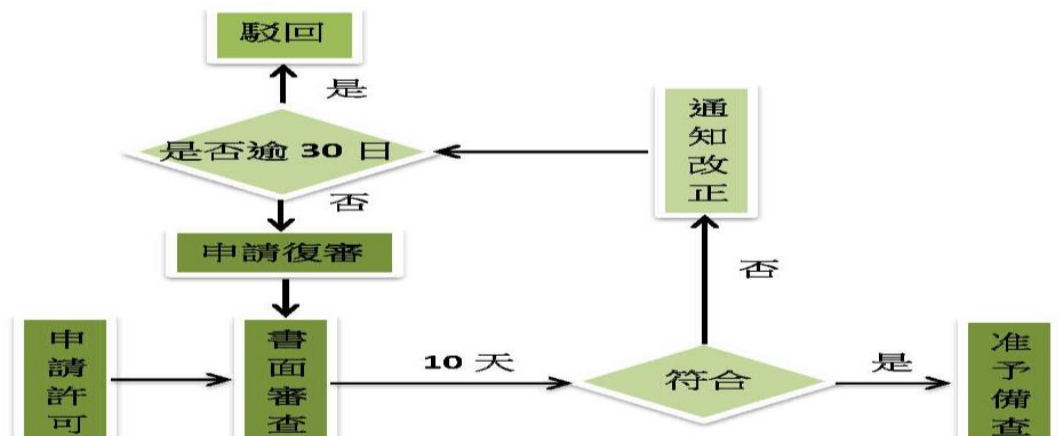 駁回
是
是否逾 30 日
否
申請復審
通知改正
否
申請許可
書面審查
10 天
符合
是
准予備查